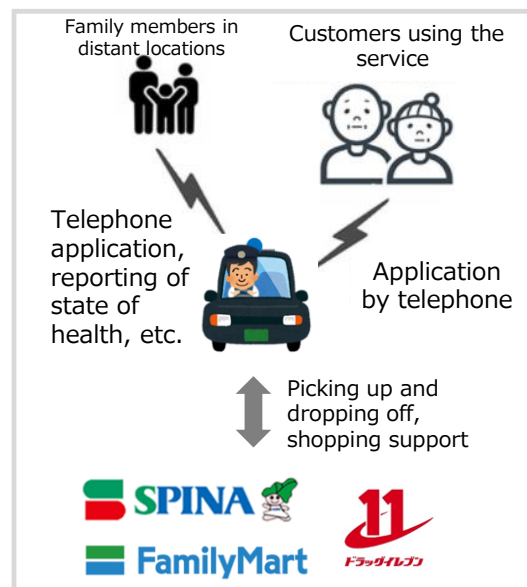 Family members in
distant locations
Customers using the
service
Telephone
application,
reporting of
state of
health, etc.
Application
by telephone
Picking up and
dropping off,
shopping support
SPINA
FamilyMart
11
ドラッグイレブン